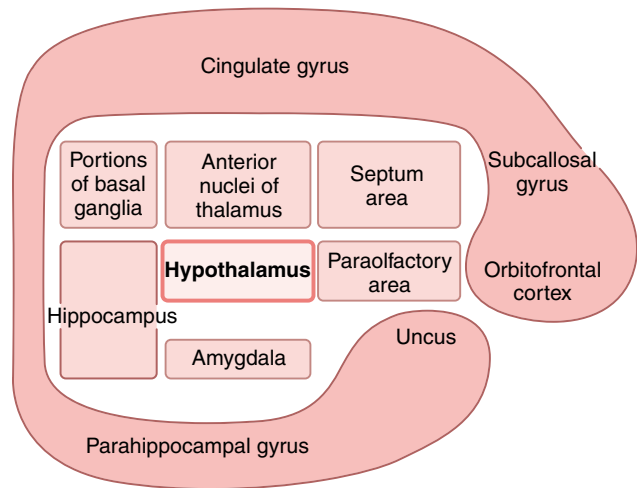 Cingulate gyrus
Portions
of basal
ganglia
Anterior
nuclei of
thalamus
Septum
area
Subcallosal
gyrus
Hypothalamus
Paraolfactory
area
Orbitofrontal
cortex
Hippocampus
Uncus
Amygdala
Parahippocampal gyrus